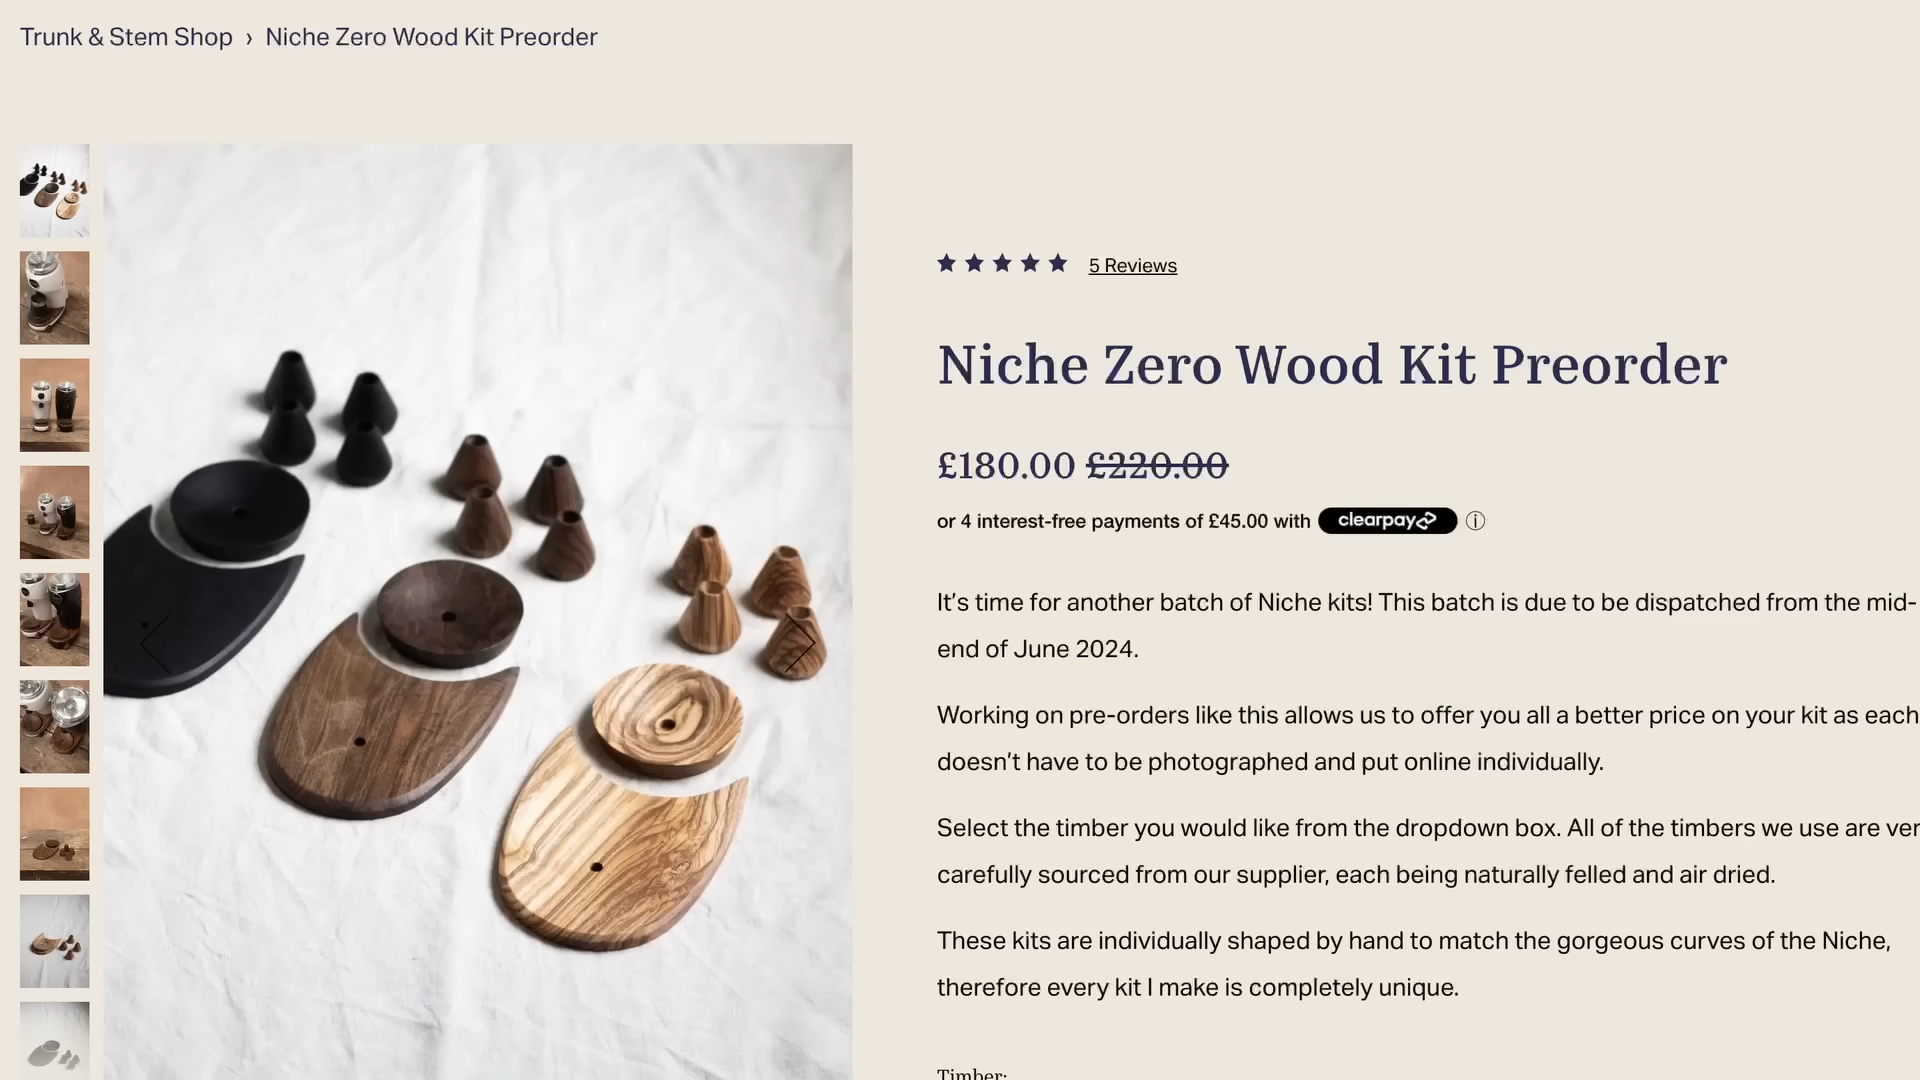 Trunk & Stem Shop › Niche Zero Wood Kit Preorder
5 Reviews
Niche Zero Wood Kit Preorder
£180.00 £220.00
or 4 interest-free payments of £45.00 with clearpay
It’s time for another batch of Niche kits! This batch is due to be dispatched from the mid-
end of June 2024.
Working on pre-orders like this allows us to offer you all a better price on your kit as each
doesn’t have to be photographed and put online individually.
Select the timber you would like from the dropdown box. All of the timbers we use are ver
carefully sourced from our supplier, each being naturally felled and air dried.
These kits are individually shaped by hand to match the gorgeous curves of the Niche,
therefore every kit I make is completely unique.
Timber: